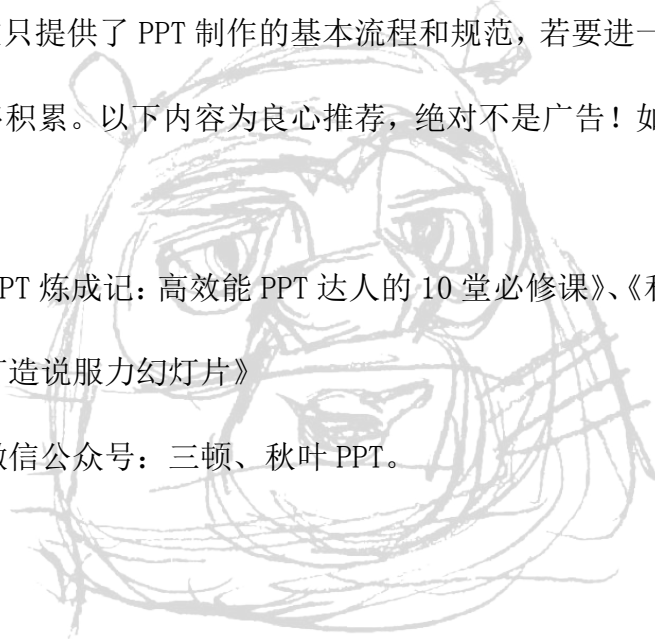 只提供了 PPT 制作的基本流程和规范，若要进一
积累。以下内容为良心推荐，绝对不是广告！如
PT 炼成记：高效能 PPT 达人的 10 堂必修课》、《和
打造说服力幻灯片》
微信公众号：三顿、秋叶 PPT。